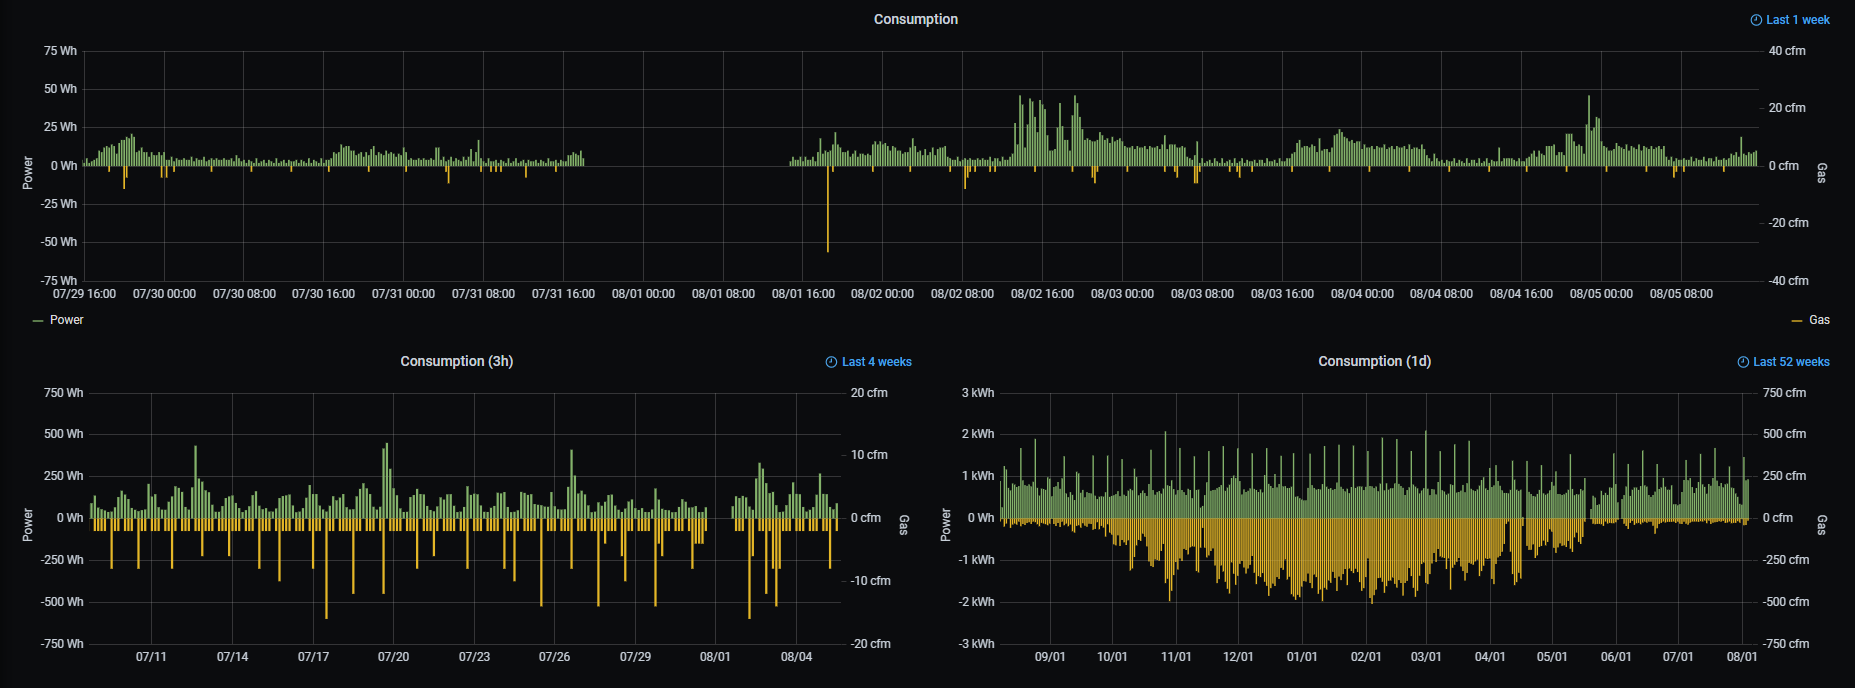 Consumption
Last 1 week
75 Wh
50 Wh
25 Wh
0 Wh
-25 Wh
-50 Wh
-75 Wh
Power
40 cfm
20 cfm
0 cfm
-20 cfm
-40 cfm
Gas
07/29 16:00 07/30 00:00 07/30 08:00 07/30 16:00 07/31 00:00 07/31 08:00 07/31 16:00 08/01 00:00 08/01 08:00 08/01 16:00 08/02 00:00 08/02 08:00 08/02 16:00 08/03 00:00 08/03 08:00 08/03 16:00 08/04 00:00 08/04 08:00 08/04 16:00 08/05 00:00 08/05 08:00
Power
Gas
Consumption (3h)
Last 4 weeks
750 Wh
500 Wh
250 Wh
0 Wh
-250 Wh
-500 Wh
-750 Wh
Power
20 cfm
10 cfm
0 cfm
-10 cfm
-20 cfm
Gas
07/11 07/14 07/17 07/20 07/23 07/26 07/29 08/01 08/04
Consumption (1d)
Last 52 weeks
3 kWh
2 kWh
1 kWh
0 Wh
-1 kWh
-2 kWh
-3 kWh
Power
750 cfm
500 cfm
250 cfm
0 cfm
-250 cfm
-500 cfm
-750 cfm
Gas
09/01 10/01 11/01 12/01 01/01 02/01 03/01 04/01 05/01 06/01 07/01 08/01